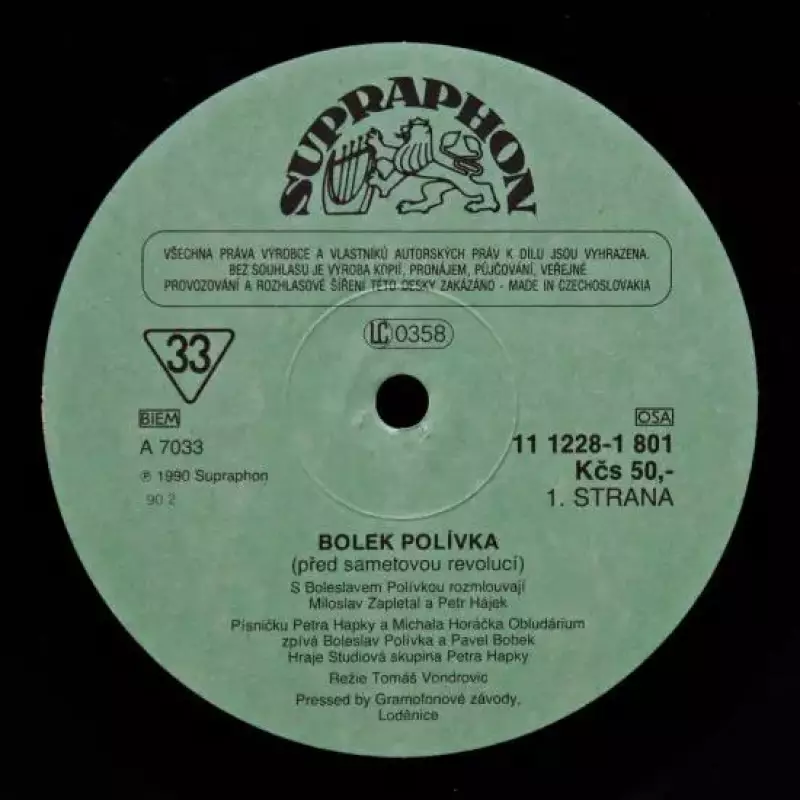 SUPRAPHON
VŠECHNA PRÁVA VÝROBCE A VLASTNÍKŮ AUTORSKÝCH PRÁV K DÍLU JSOU VYHRAZENA.
BEZ SOUHLASU JE VÝROBA KOPIÍ, PRONÁJEM, PŮJČOVÁNÍ, VEŘEJNÉ
PROVOZOVÁNÍ A ROZHLASOVÉ ŠÍŘENÍ TÉTO DESKY ZAKÁZÁNO - MADE IN CZECHOSLOVAKIA
LC 0358
33
BIEM
OSA
A 7033
11 1228-1 801
℗ 1990 Supraphon
Kčs 50,-
90 2
1. STRANA
BOLEK POLÍVKA
(před sametovou revolucí)
S Boleslavem Polívkou rozmlouvají
Miloslav Zapletal a Petr Hájek
Písničku Petra Hapky a Michala Horáčka Obludárium
zpívá Boleslav Polívka a Pavel Bobek
Hraje Studiová skupina Petra Hapky
Režie Tomáš Vondrovic
Pressed by Gramofonové závody,
Loděnice